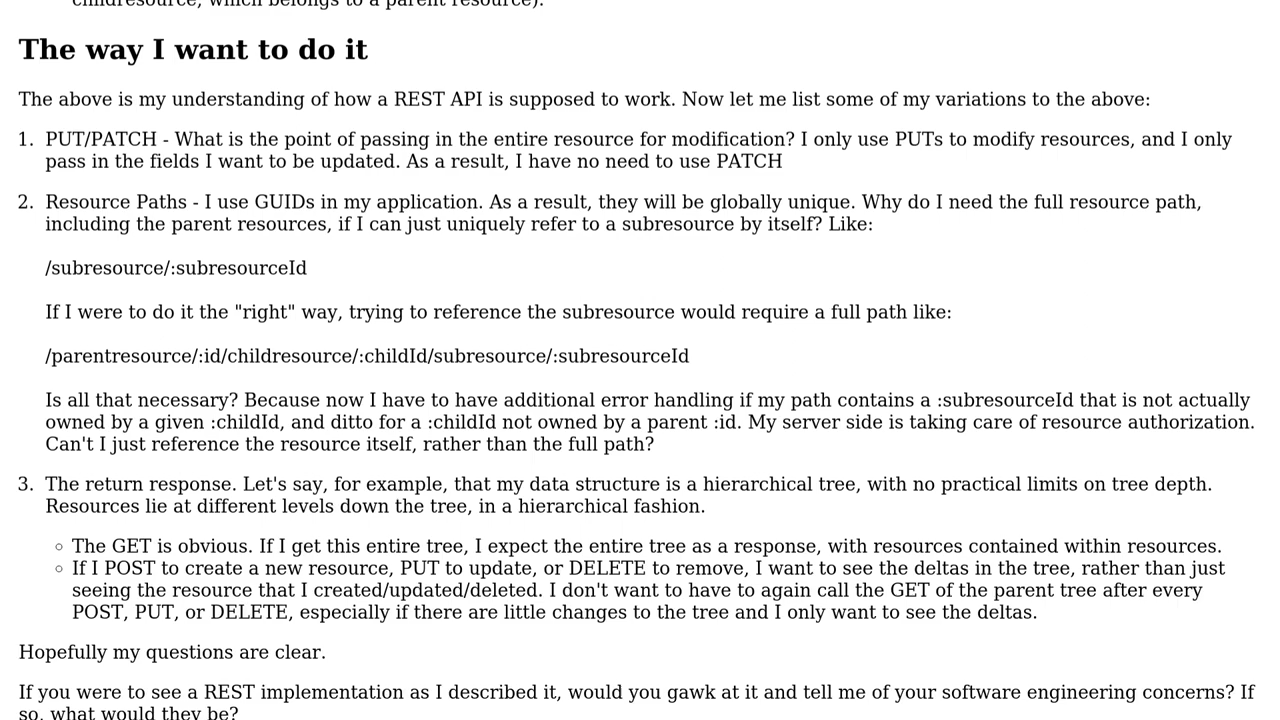 childresource, which belongs to a parent resource).
The way I want to do it
The above is my understanding of how a REST API is supposed to work. Now let me list some of my variations to the above:
1. PUT/PATCH - What is the point of passing in the entire resource for modification? I only use PUTs to modify resources, and I only
pass in the fields I want to be updated. As a result, I have no need to use PATCH
2. Resource Paths - I use GUIDs in my application. As a result, they will be globally unique. Why do I need the full resource path,
including the parent resources, if I can just uniquely refer to a subresource by itself? Like:
/subresource/:subresourceId
If I were to do it the "right" way, trying to reference the subresource would require a full path like:
/parentresource/:id/childresource/:childId/subresource/:subresourceId
Is all that necessary? Because now I have to have additional error handling if my path contains a :subresourceId that is not actually
owned by a given :childId, and ditto for a :childId not owned by a parent :id. My server side is taking care of resource authorization.
Can't I just reference the resource itself, rather than the full path?
3. The return response. Let's say, for example, that my data structure is a hierarchical tree, with no practical limits on tree depth.
Resources lie at different levels down the tree, in a hierarchical fashion.
◦ The GET is obvious. If I get this entire tree, I expect the entire tree as a response, with resources contained within resources.
◦ If I POST to create a new resource, PUT to update, or DELETE to remove, I want to see the deltas in the tree, rather than just
seeing the resource that I created/updated/deleted. I don't want to have to again call the GET of the parent tree after every
POST, PUT, or DELETE, especially if there are little changes to the tree and I only want to see the deltas.
Hopefully my questions are clear.
If you were to see a REST implementation as I described it, would you gawk at it and tell me of your software engineering concerns? If
so, what would they be?